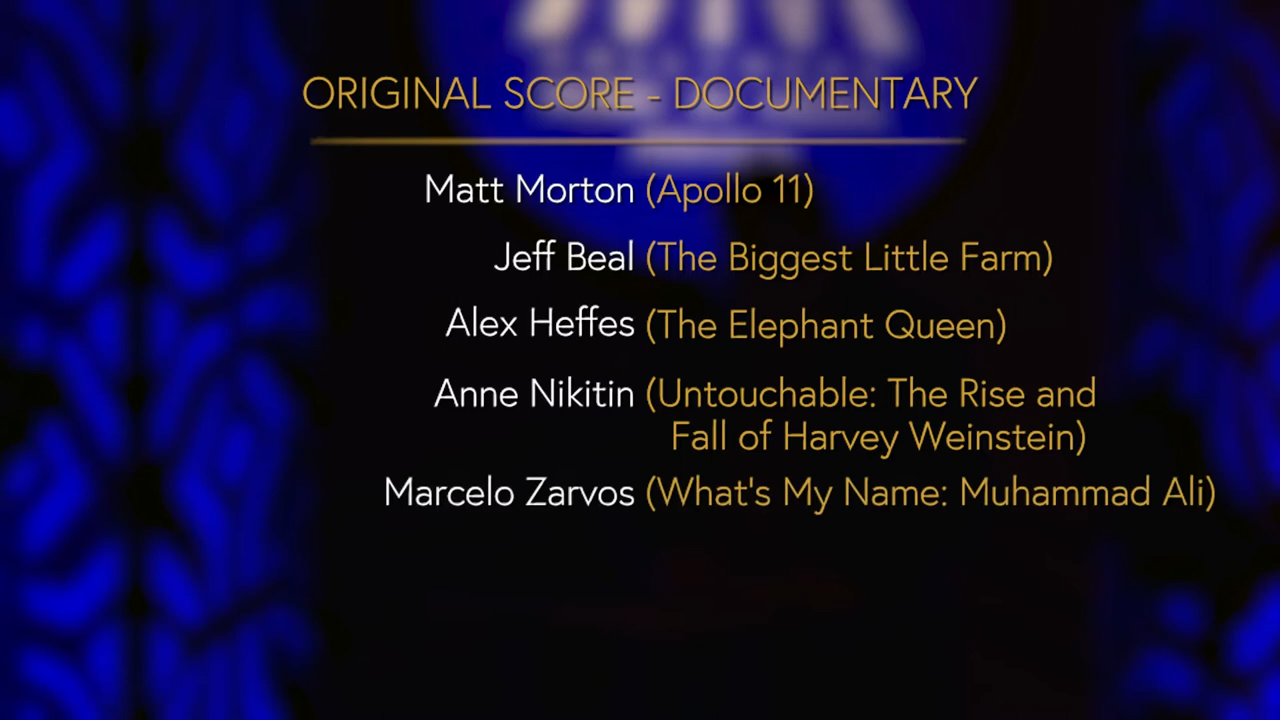 ORIGINAL SCORE - DOCUMENTARY
Matt Morton (Apollo 11)
Jeff Beal (The Biggest Little Farm)
Alex Heffes (The Elephant Queen)
Anne Nikitin (Untouchable: The Rise and
Fall of Harvey Weinstein)
Marcelo Zarvos (What's My Name: Muhammad Ali)